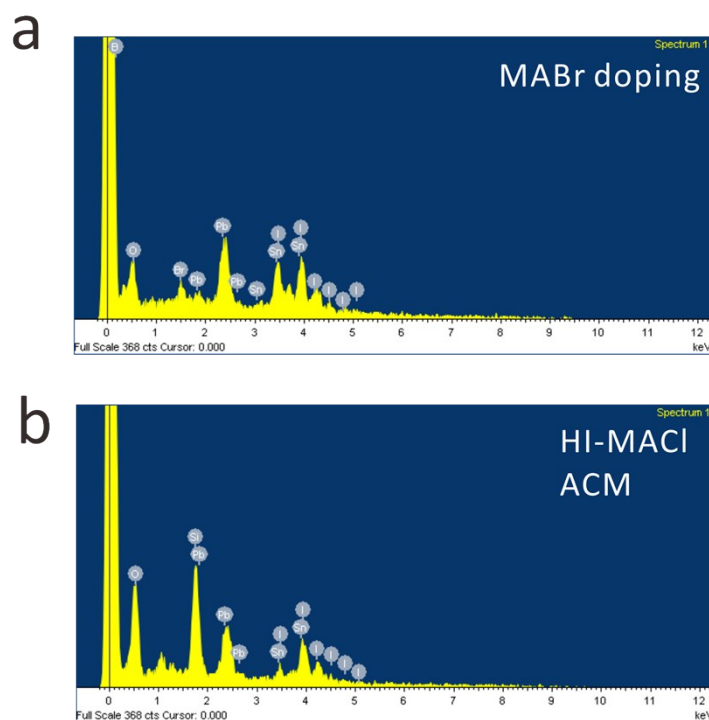 a
Spectrum 1
MABr doping
B
O
Br
Pb
Pb
Pb
Sn
I
Sn
I
Sn
I
I
I
I
0 1 2 3 4 5 6 7 8 9 10 11 12
Full Scale 368 cts Cursor: 0.000 keV
b
Spectrum 1
HI-MACl
ACM
O
Si
Pb
Pb
Pb
I
Sn
I
Sn
I
I
I
I
0 1 2 3 4 5 6 7 8 9 10 11 12
Full Scale 368 cts Cursor: 0.000 keV